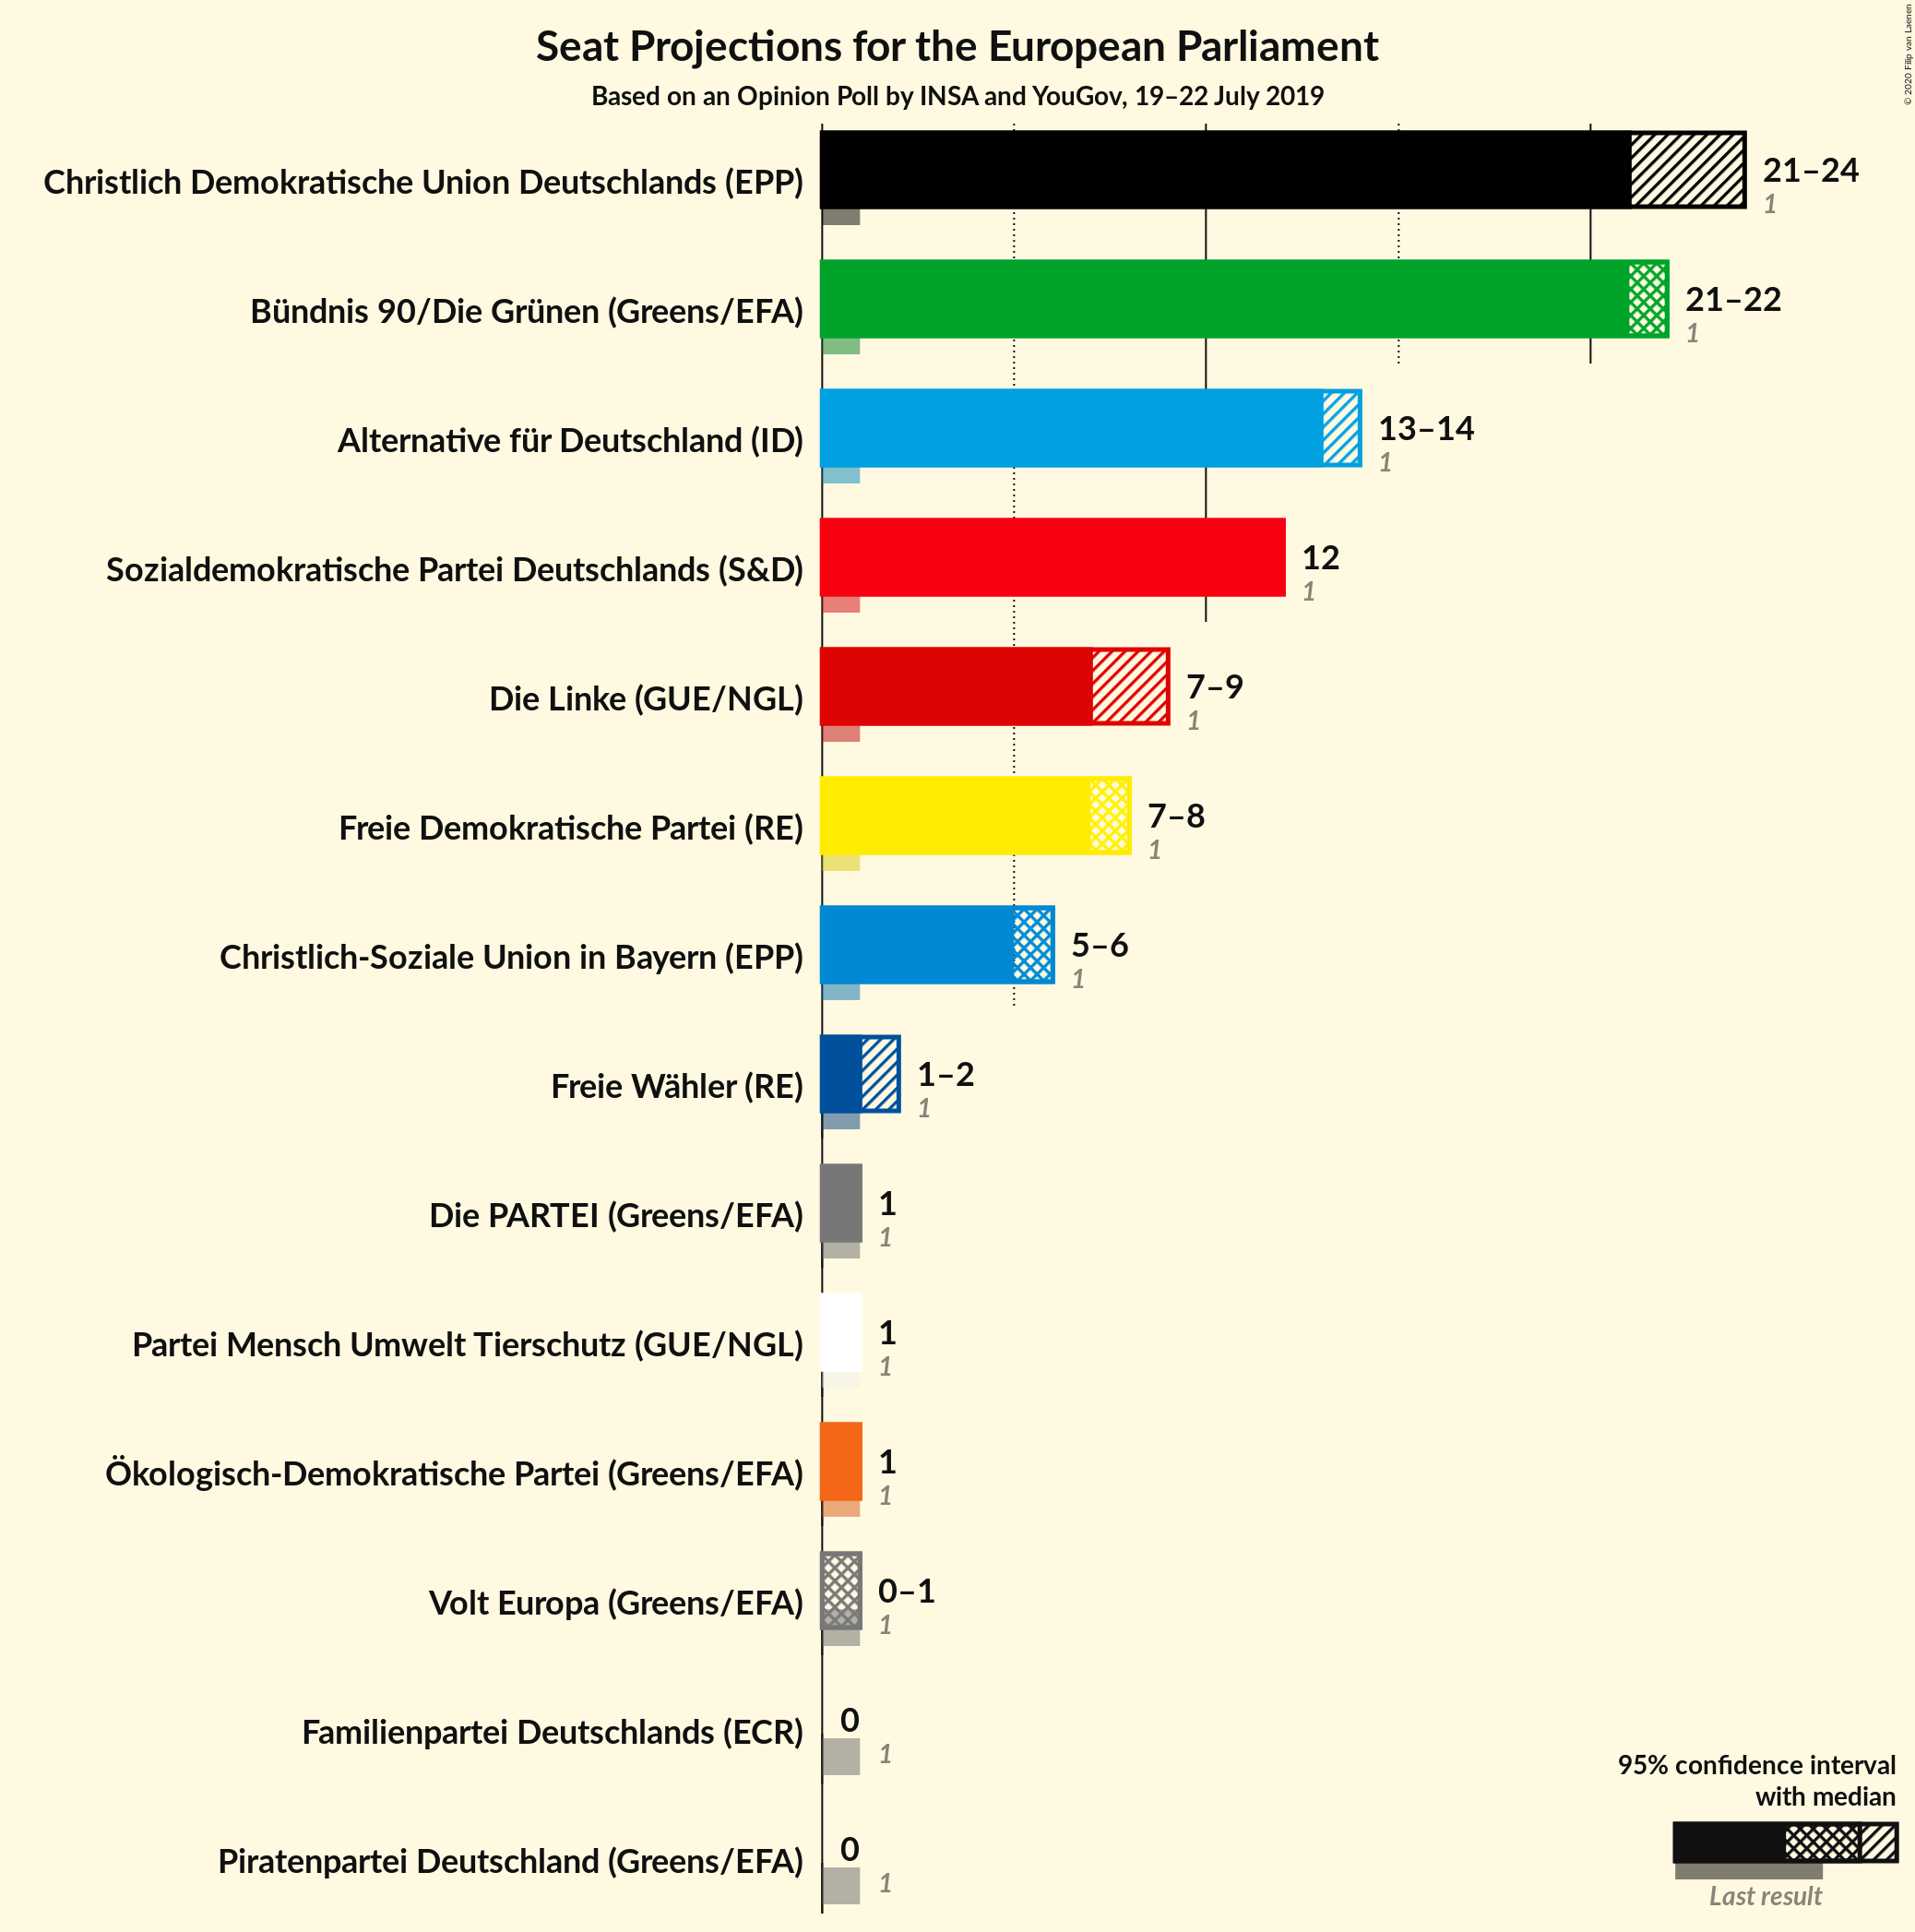 Seat Projections for the European Parliament
Based on an Opinion Poll by INSA and YouGov, 19–22 July 2019
© 2020 Filip van Laenen
Christlich Demokratische Union Deutschlands (EPP)
21–24
1
Bündnis 90/Die Grünen (Greens/EFA)
21–22
1
Alternative für Deutschland (ID)
13–14
1
Sozialdemokratische Partei Deutschlands (S&D)
12
1
Die Linke (GUE/NGL)
7–9
1
Freie Demokratische Partei (RE)
7–8
1
Christlich-Soziale Union in Bayern (EPP)
5–6
1
Freie Wähler (RE)
1–2
1
Die PARTEI (Greens/EFA)
1
1
Partei Mensch Umwelt Tierschutz (GUE/NGL)
1
1
Ökologisch-Demokratische Partei (Greens/EFA)
1
1
Volt Europa (Greens/EFA)
0–1
1
Familienpartei Deutschlands (ECR)
0
1
Piratenpartei Deutschland (Greens/EFA)
0
1
95% confidence interval
with median
Last result